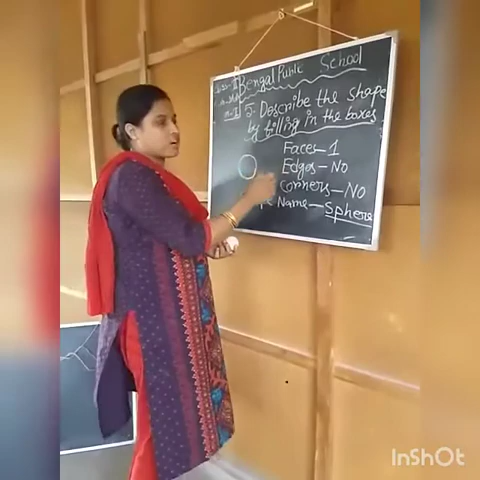 Bengal Public School
5. Describe the shape
by filling in the boxes
Faces - 1
Edges - No
Corners - No
Name - Sphere
InShOt